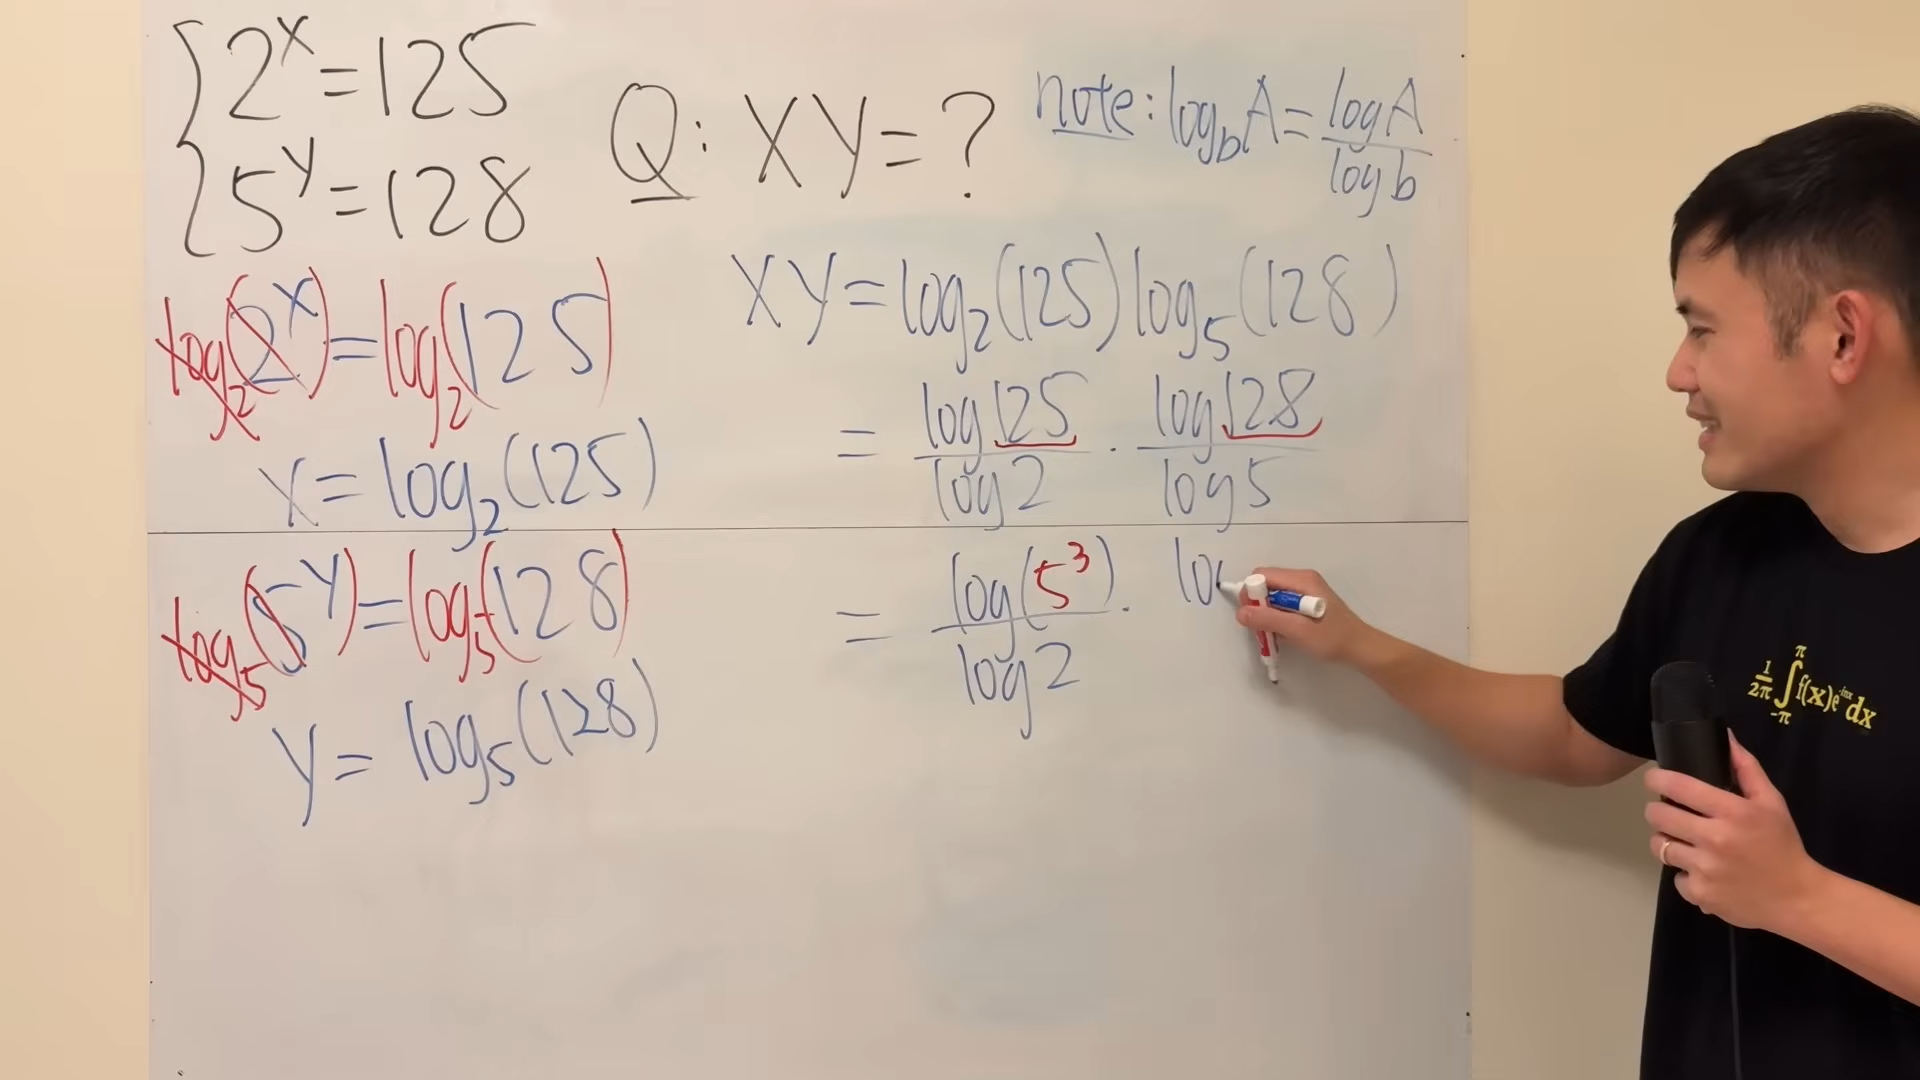 2^x = 125
5^y = 128
Q: XY = ?
note: log_b A = log A / log b
log_2(2^x) = log_2(125)
x = log_2(125)
log_5(5^y) = log_5(128)
y = log_5(128)
XY = log_2(125) log_5(128)
= log 125 / log 2 · log 128 / log 5
= log(5^3) / log 2 · log
1/2π ∫_-π^π f(x)e^-inx dx